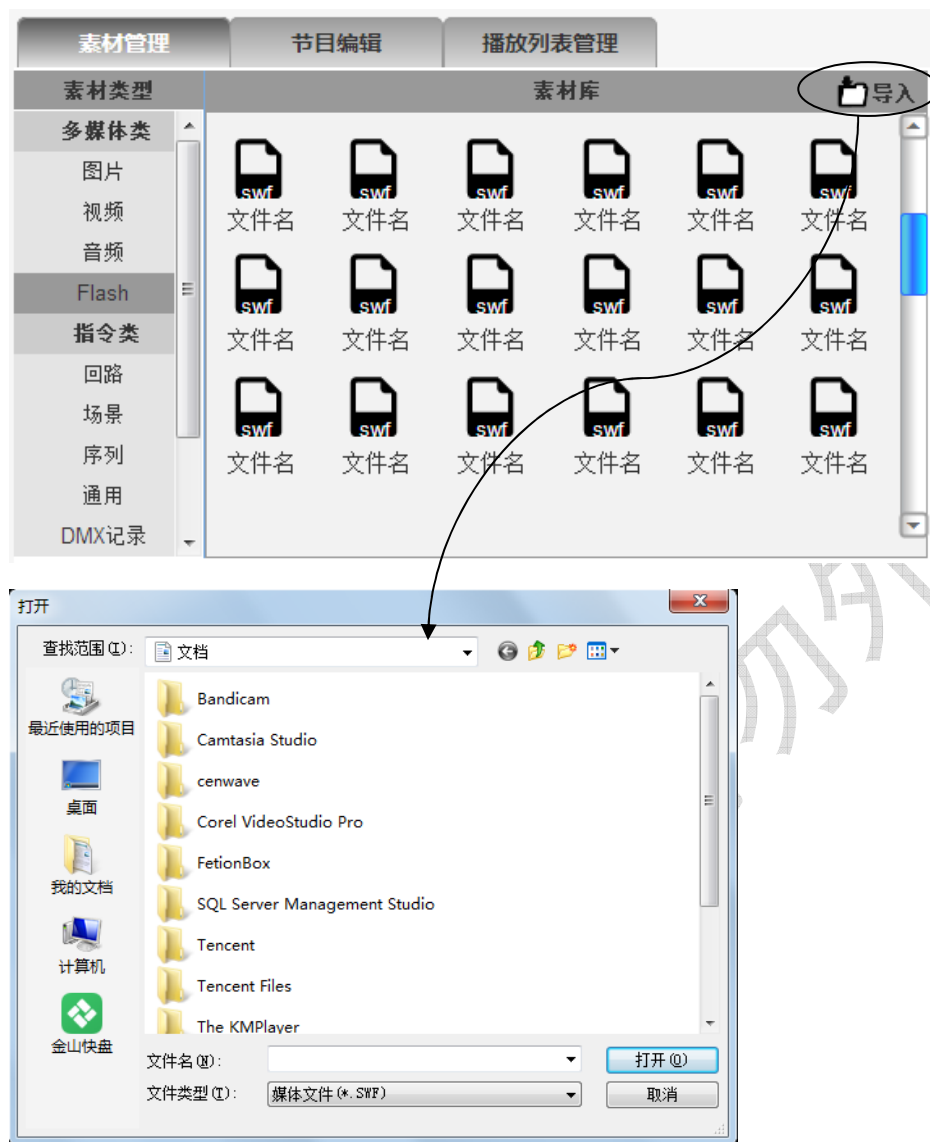 素材管理 节目编辑 播放列表管理
素材类型 素材库 导入
多媒体类
图片
视频
音频
Flash
指令类
回路
场景
序列
通用
DMX记录
swf swf swf swf swf swf
文件名 文件名 文件名 文件名 文件名 文件名
swf swf swf swf swf swf
文件名 文件名 文件名 文件名 文件名 文件名
swf swf swf swf swf swf
文件名 文件名 文件名 文件名 文件名 文件名
打开
查找范围(I): 文档
最近使用的项目
桌面
我的文档
计算机
金山快盘
Bandicam
Camtasia Studio
cenwave
Corel VideoStudio Pro
FetionBox
SQL Server Management Studio
Tencent
Tencent Files
The KMPlayer
文件名(N): 打开(O)
文件类型(T): 媒体文件(*.SWF) 取消
勿外